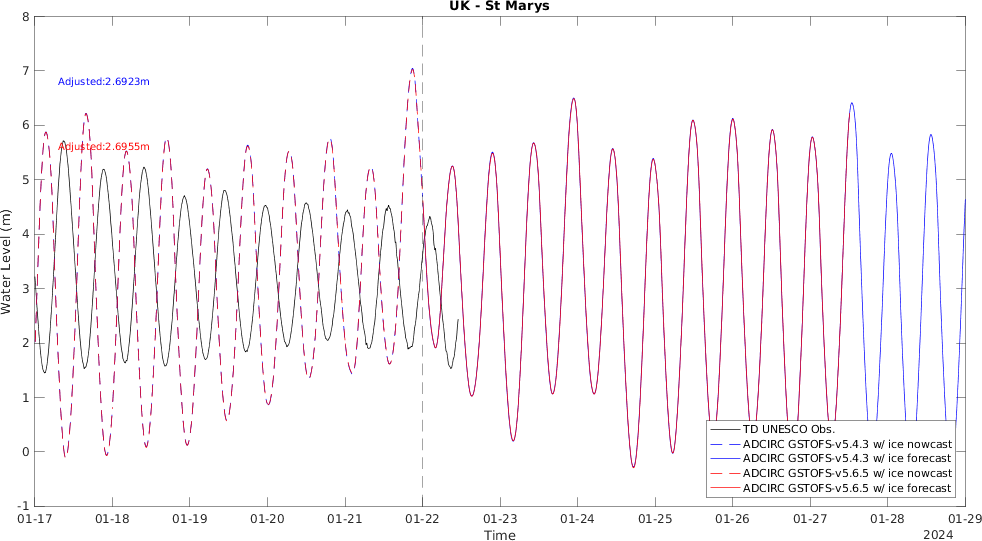 UK - St Marys
8
7
6
5
4
3
2
1
0
-1
Water Level (m)
Adjusted:2.6923m
Adjusted:2.6955m
TD UNESCO Obs.
ADCIRC GSTOFS-v5.4.3 w/ ice nowcast
ADCIRC GSTOFS-v5.4.3 w/ ice forecast
ADCIRC GSTOFS-v5.6.5 w/ ice nowcast
ADCIRC GSTOFS-v5.6.5 w/ ice forecast
01-17 01-18 01-19 01-20 01-21 01-22 01-23 01-24 01-25 01-26 01-27 01-28 01-29
Time
2024